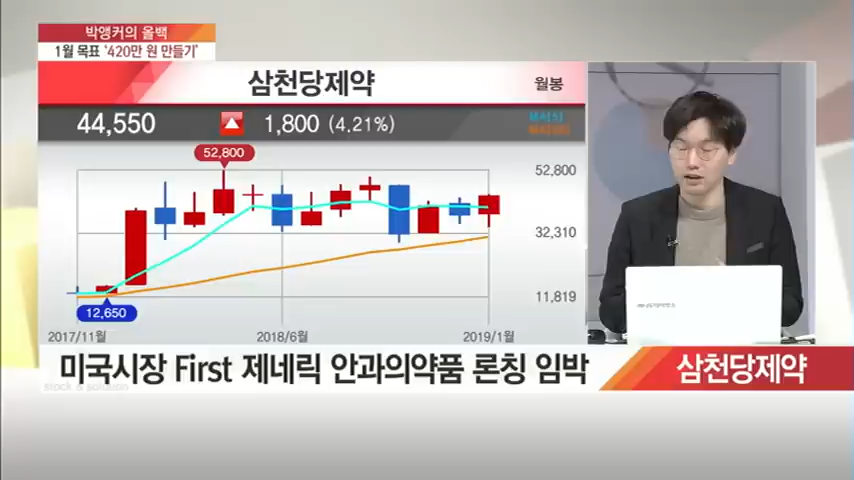 박앵커의 올백
1월 목표 '420만 원 만들기'
삼천당제약
월봉
44,550 1,800 (4.21%)
52,800
52,800
32,310
11,819
12,650
2017/11월 2018/6월 2019/1월
미국시장 First 제네릭 안과의약품 론칭 임박
삼천당제약
stock & solution